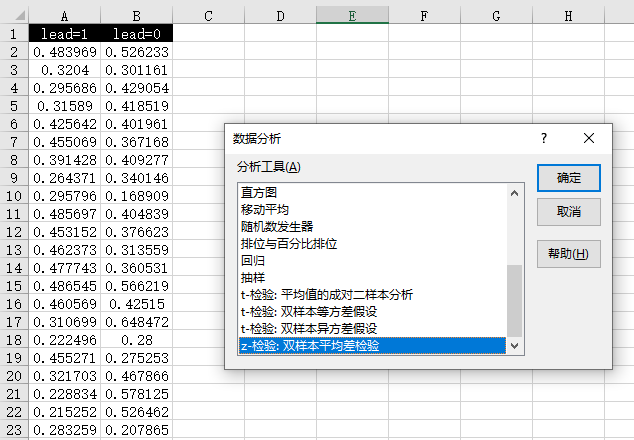 A B C D E F G H
1 lead=1 lead=0
2 0.483969 0.526233
3 0.3204 0.301161
4 0.295686 0.429054
5 0.31589 0.418519
6 0.425642 0.401961
7 0.455069 0.367168
8 0.391428 0.409277
9 0.264371 0.340146
10 0.295796 0.168909
11 0.485697 0.404839
12 0.453152 0.376623
13 0.462373 0.313559
14 0.477743 0.360531
15 0.486545 0.566219
16 0.460569 0.42515
17 0.310699 0.648472
18 0.222496 0.28
19 0.455271 0.275253
20 0.321703 0.467866
21 0.228834 0.578125
22 0.215252 0.526462
23 0.283259 0.207865
数据分析 ? ×
分析工具(A)
直方图
移动平均
随机数发生器
排位与百分比排位
回归
抽样
t-检验: 平均值的成对二样本分析
t-检验: 双样本等方差假设
t-检验: 双样本异方差假设
z-检验: 双样本平均差检验
确定
取消
帮助(H)